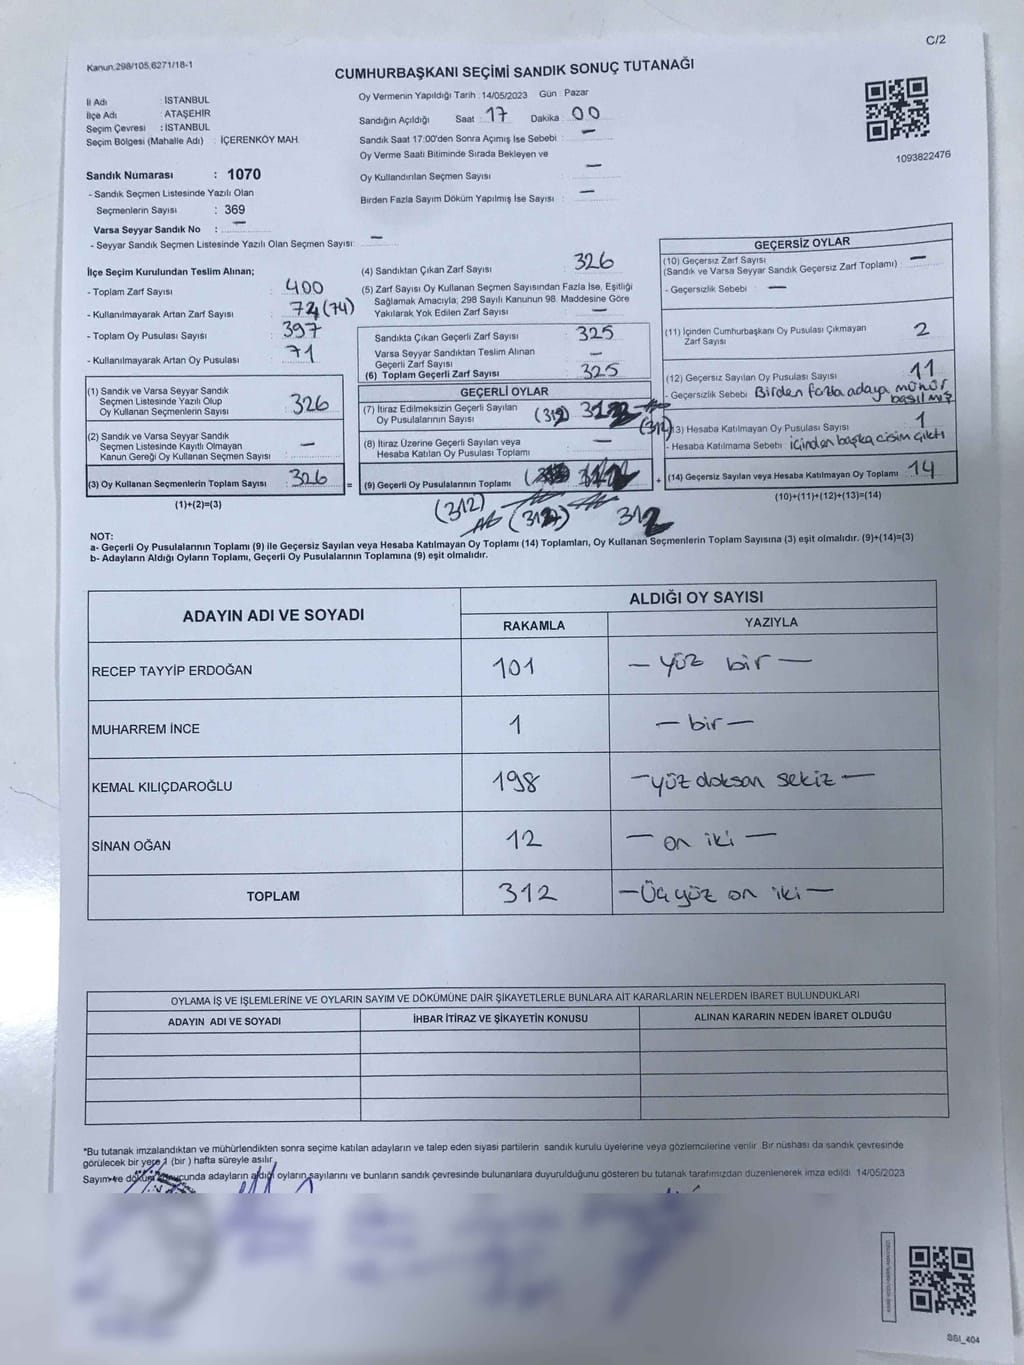 C/2
Kanun.298/105.6271/18-1
CUMHURBAŞKANI SEÇİMİ SANDIK SONUÇ TUTANAĞI
İl Adı : İSTANBUL
İlçe Adı : ATAŞEHİR
Seçim Çevresi : İSTANBUL
Seçim Bölgesi (Mahalle Adı) : İÇERENKÖY MAH.
Oy Vermenin Yapıldığı Tarih : 14/05/2023 Gün : Pazar
Sandığın Açıldığı Saat : 17 Dakika : 00
Sandık Saat 17:00'den Sonra Açımış İse Sebebi : —
Oy Verme Saati Bitiminde Sırada Bekleyen ve
Oy Kullandırılan Seçmen Sayısı : —
Birden Fazla Sayım Döküm Yapılmış İse Sayısı : —
1093822476
Sandık Numarası : 1070
- Sandık Seçmen Listesinde Yazılı Olan
Seçmenlerin Sayısı : 369
Varsa Seyyar Sandık No : —
- Seyyar Sandık Seçmen Listesinde Yazılı Olan Seçmen Sayısı: —
İlçe Seçim Kurulundan Teslim Alınan;
- Toplam Zarf Sayısı : 400
- Kullanılmayarak Artan Zarf Sayısı : 74 (74)
- Toplam Oy Pusulası Sayısı : 397
- Kullanılmayarak Artan Oy Pusulası : 71
(1) Sandık ve Varsa Seyyar Sandık
Seçmen Listesinde Yazılı Olup
Oy Kullanan Seçmenlerin Sayısı : 326
(2) Sandık ve Varsa Seyyar Sandık
Seçmen Listesinde Kayıtlı Olmayan
Kanun Gereği Oy Kullanan Seçmen Sayısı : —
(3) Oy Kullanan Seçmenlerin Toplam Sayısı : 326
(1)+(2)=(3)
(4) Sandıktan Çıkan Zarf Sayısı : 326
(5) Zarf Sayısı Oy Kullanan Seçmen Sayısından Fazla İse, Eşitliği
Sağlamak Amacıyla; 298 Sayılı Kanunun 98. Maddesine Göre
Yakılarak Yok Edilen Zarf Sayısı : —
Sandıkta Çıkan Geçerli Zarf Sayısı : 325
Varsa Seyyar Sandıktan Teslim Alınan
Geçerli Zarf Sayısı : —
(6) Toplam Geçerli Zarf Sayısı : 325
GEÇERLİ OYLAR
(7) İtiraz Edilmeksizin Geçerli Sayılan
Oy Pusulalarının Sayısı : (312) (312)
(8) İtiraz Üzerine Geçerli Sayılan veya
Hesaba Katılan Oy Pusulası Toplamı : —
= (9) Geçerli Oy Pusulalarının Toplamı :
(312) (312) 312
GEÇERSİZ OYLAR
(10) Geçersiz Zarf Sayısı : —
(Sandık ve Varsa Seyyar Sandık Geçersiz Zarf Toplamı)
- Geçersizlik Sebebi : —
(11) İçinden Cumhurbaşkanı Oy Pusulası Çıkmayan
Zarf Sayısı : 2
(12) Geçersiz Sayılan Oy Pusulası Sayısı : 11
- Geçersizlik Sebebi : Birden fazla adaya mühür
basılmış
(13) Hesaba Katılmayan Oy Pusulası Sayısı : 1
- Hesaba Katılmama Sebebi : içinden başka cisim çıktı
+ (14) Geçersiz Sayılan veya Hesaba Katılmayan Oy Toplamı : 14
(10)+(11)+(12)+(13)=(14)
NOT:
a- Geçerli Oy Pusulalarının Toplamı (9) ile Geçersiz Sayılan veya Hesaba Katılmayan Oy Toplamı (14) Toplamları, Oy Kullanan Seçmenlerin Toplam Sayısına (3) eşit olmalıdır. (9)+(14)=(3)
b- Adayların Aldığı Oyların Toplamı, Geçerli Oy Pusulalarının Toplamına (9) eşit olmalıdır.
ADAYIN ADI VE SOYADI
ALDIĞI OY SAYISI
RAKAMLA YAZIYLA
RECEP TAYYİP ERDOĞAN 101 — yüz bir —
MUHARREM İNCE 1 — bir —
KEMAL KILIÇDAROĞLU 198 — yüz doksan sekiz —
SİNAN OĞAN 12 — on iki —
TOPLAM 312 — Üç yüz on iki —
OYLAMA İŞ VE İŞLEMLERİNE VE OYLARIN SAYIM VE DÖKÜMÜNE DAİR ŞİKAYETLERLE BUNLARA AİT KARARLARIN NELERDEN İBARET BULUNDUKLARI
ADAYIN ADI VE SOYADI İHBAR İTİRAZ VE ŞİKAYETİN KONUSU ALINAN KARARIN NEDEN İBARET OLDUĞU
*Bu tutanak imzalandıktan ve mühürlendikten sonra seçime katılan adayların ve talep eden siyasi partilerin sandık kurulu üyelerine veya gözlemcilerine verilir. Bir nüshası da sandık çevresinde
görülecek bir yere 1 (bir ) hafta süreyle asılır.
Sayım ve döküm sonucunda adayların aldığı oyların sayılarını ve bunların sandık çevresinde bulunanlara duyurulduğunu gösteren bu tutanak tarafımızdan düzenlenerek imza edildi. 14/05/2023
SSI_404